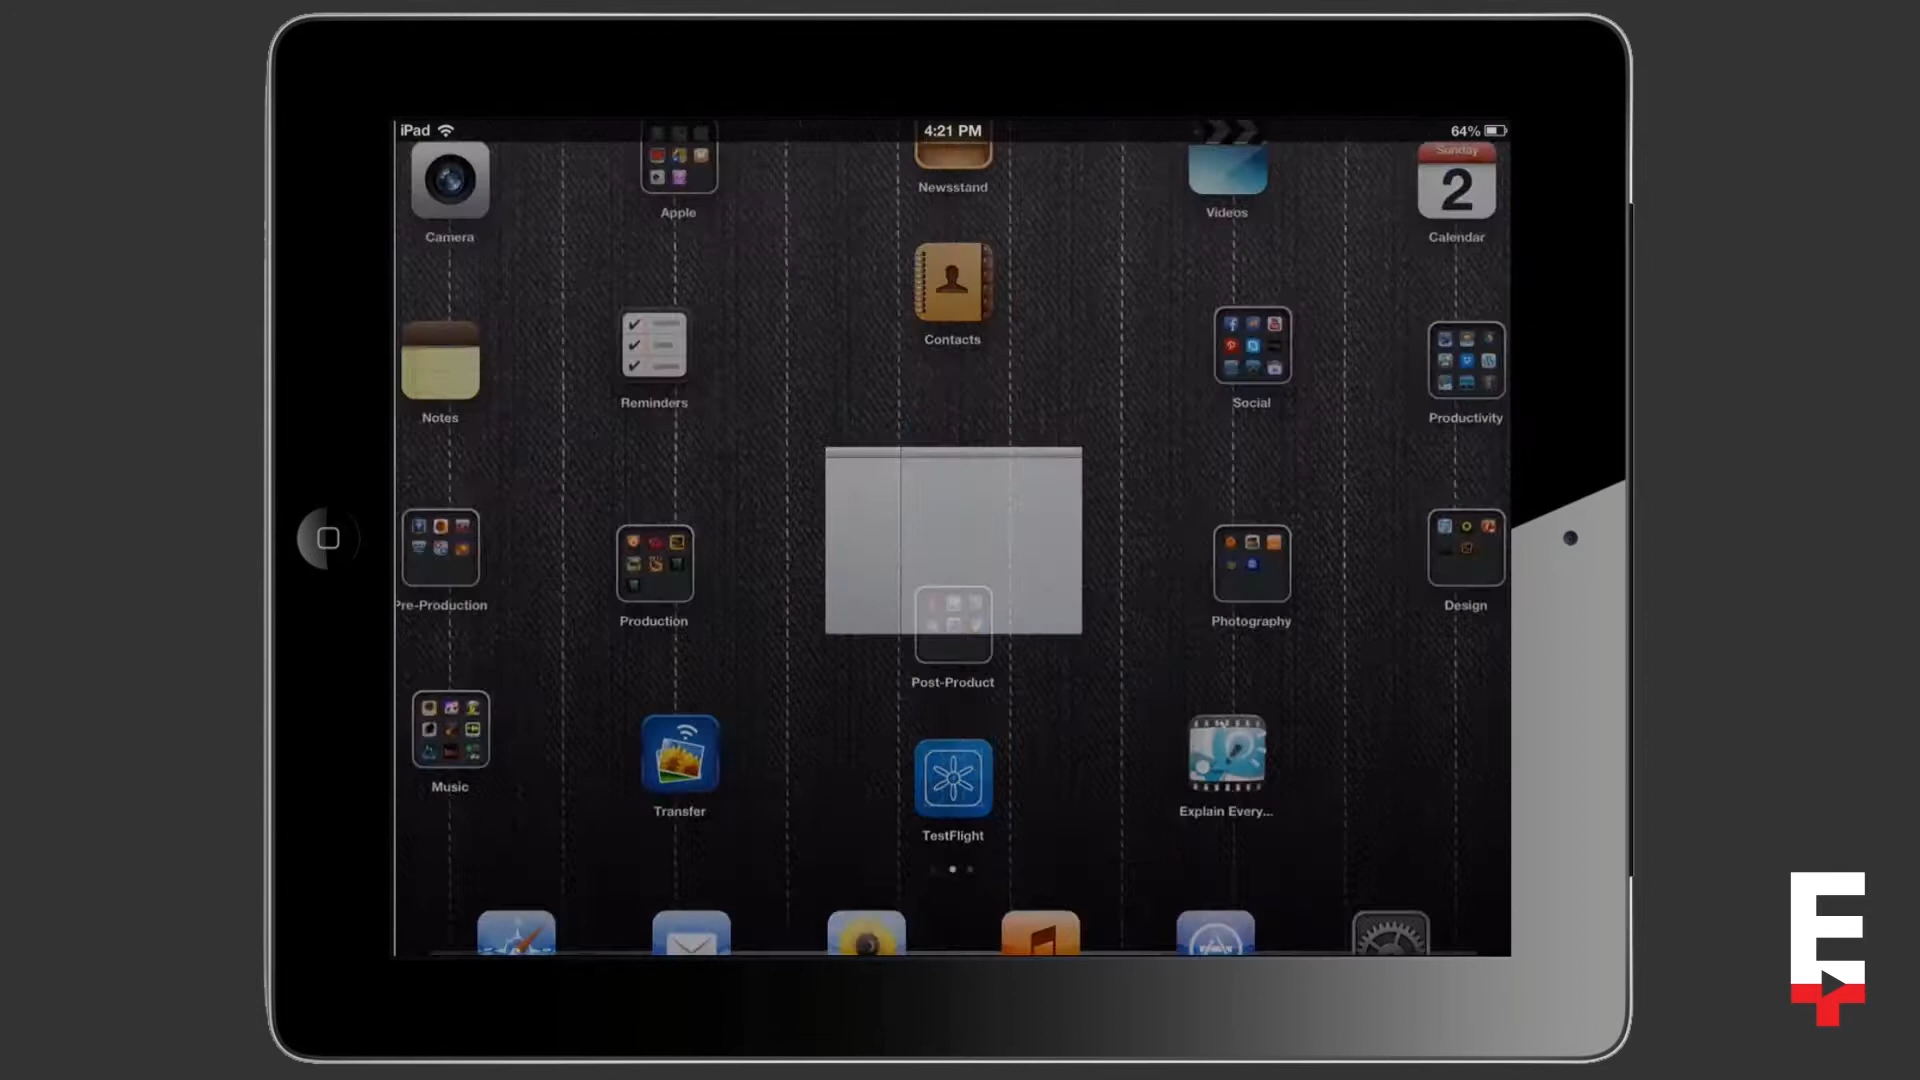 iPad 4:21 PM 64%
Sunday
2
Camera
Apple
Newsstand
Videos
Calendar
Contacts
Notes
Reminders
Social
Productivity
Pre-Production
Production
Photography
Design
Post-Product
Music
Transfer
Explain Every...
TestFlight
E